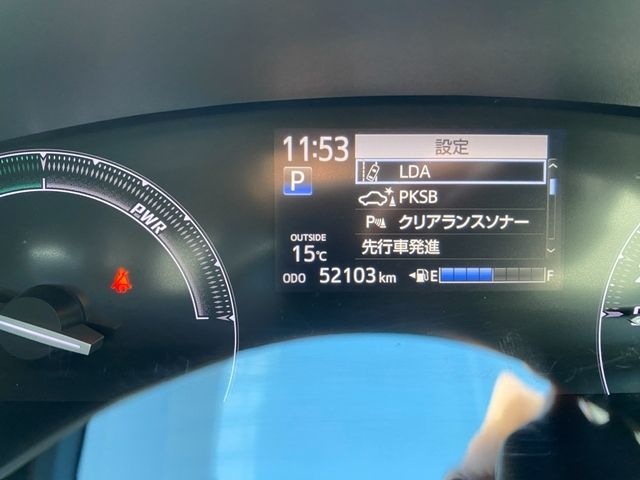 11:53
設定
P
LDA
PKSB
クリアランスソナー
先行車発進
OUTSIDE
15℃
ODO 52103 km
E F
PWR